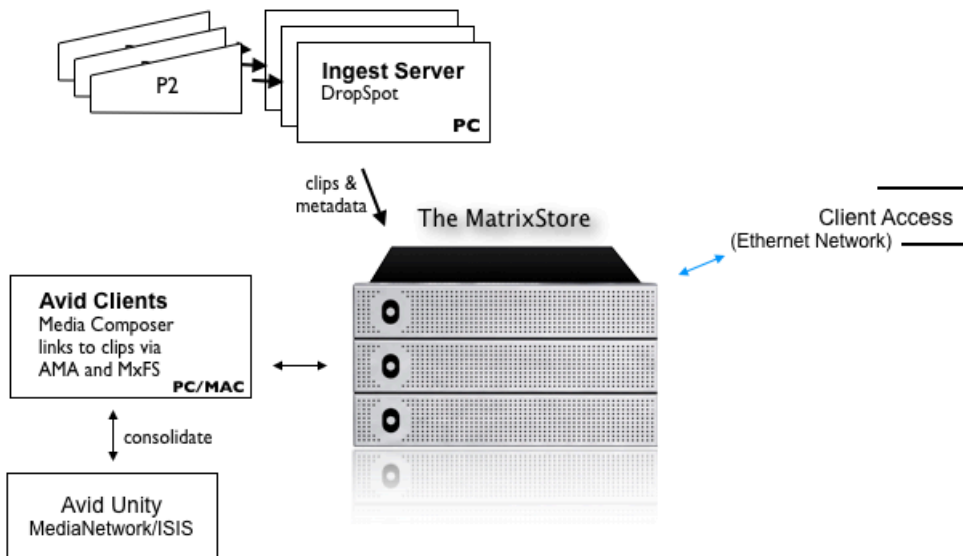 P2
Ingest Server
DropSpot
PC
clips &
metadata
The MatrixStore
Client Access
(Ethernet Network)
Avid Clients
Media Composer
links to clips via
AMA and MxFS
PC/MAC
consolidate
Avid Unity
MediaNetwork/ISIS